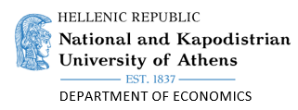 HELLENIC REPUBLIC
National and Kapodistrian
University of Athens
EST. 1837
DEPARTMENT OF ECONOMICS